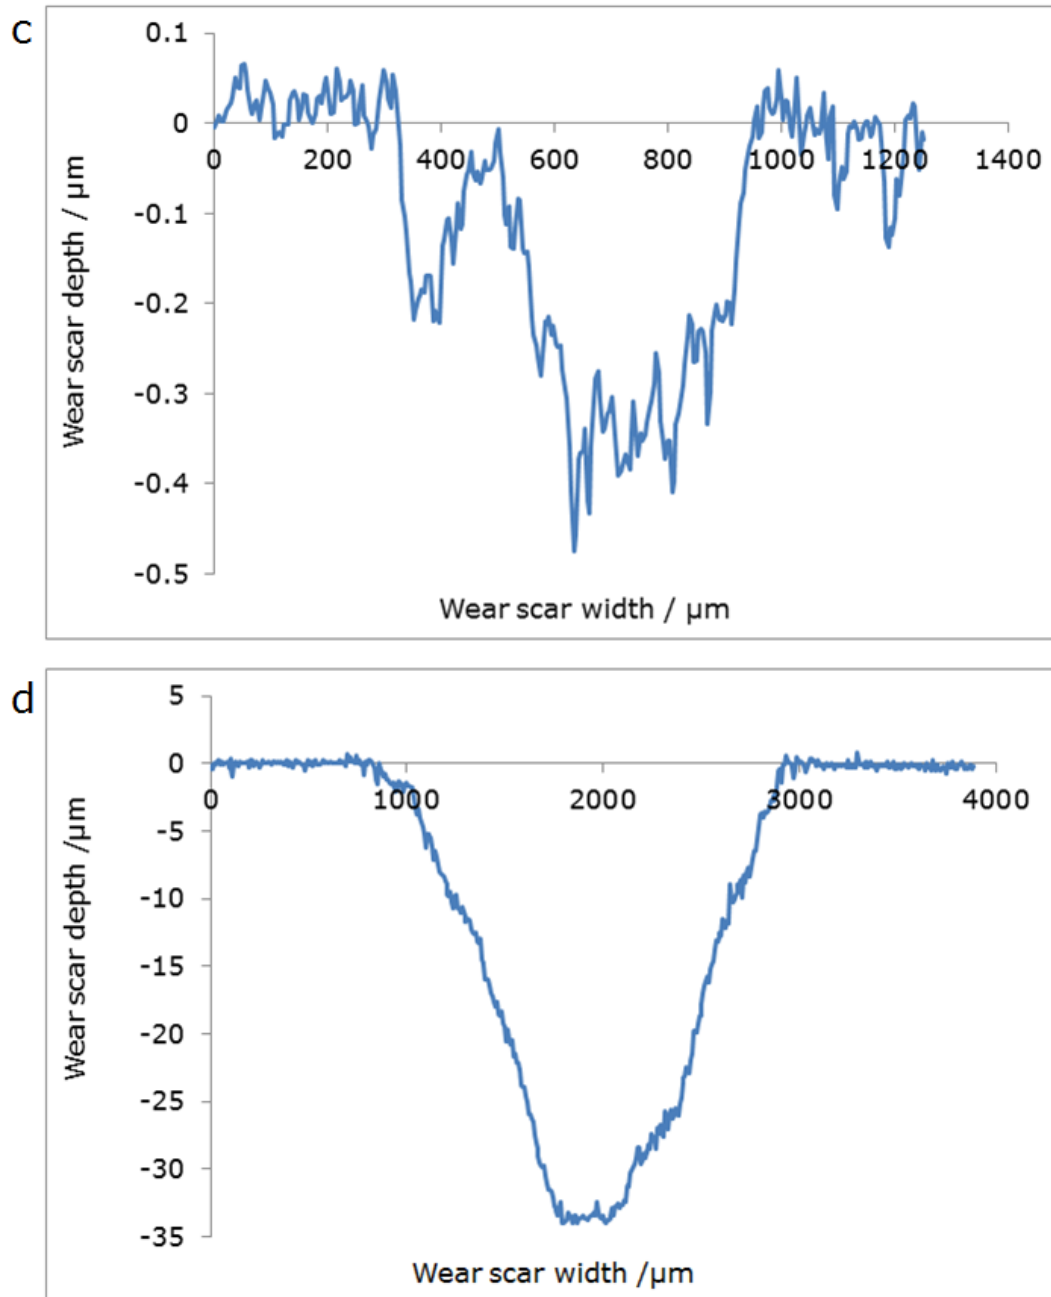 c
0.1
0
-0.1
-0.2
-0.3
-0.4
-0.5
0 200 400 600 800 1000 1200 1400
Wear scar depth / µm
Wear scar width / µm
d
5
0
-5
-10
-15
-20
-25
-30
-35
0 1000 2000 3000 4000
Wear scar depth /µm
Wear scar width /µm